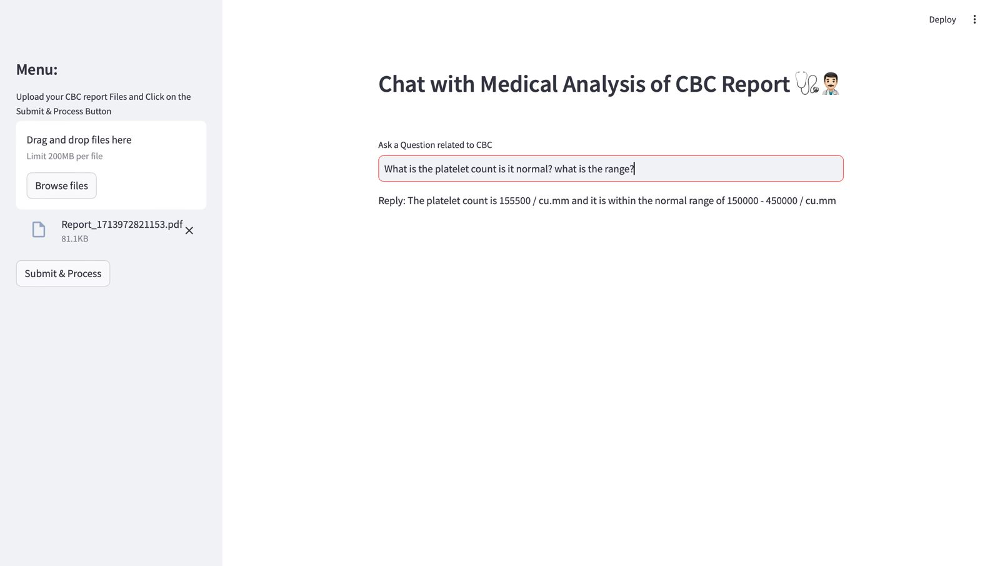 Deploy
Menu:
Upload your CBC report Files and Click on the
Submit & Process Button
Drag and drop files here
Limit 200MB per file
Browse files
Report_1713972821153.pdf
81.1KB
Submit & Process
Chat with Medical Analysis of CBC Report
Ask a Question related to CBC
What is the platelet count is it normal? what is the range?
Reply: The platelet count is 155500 / cu.mm and it is within the normal range of 150000 - 450000 / cu.mm